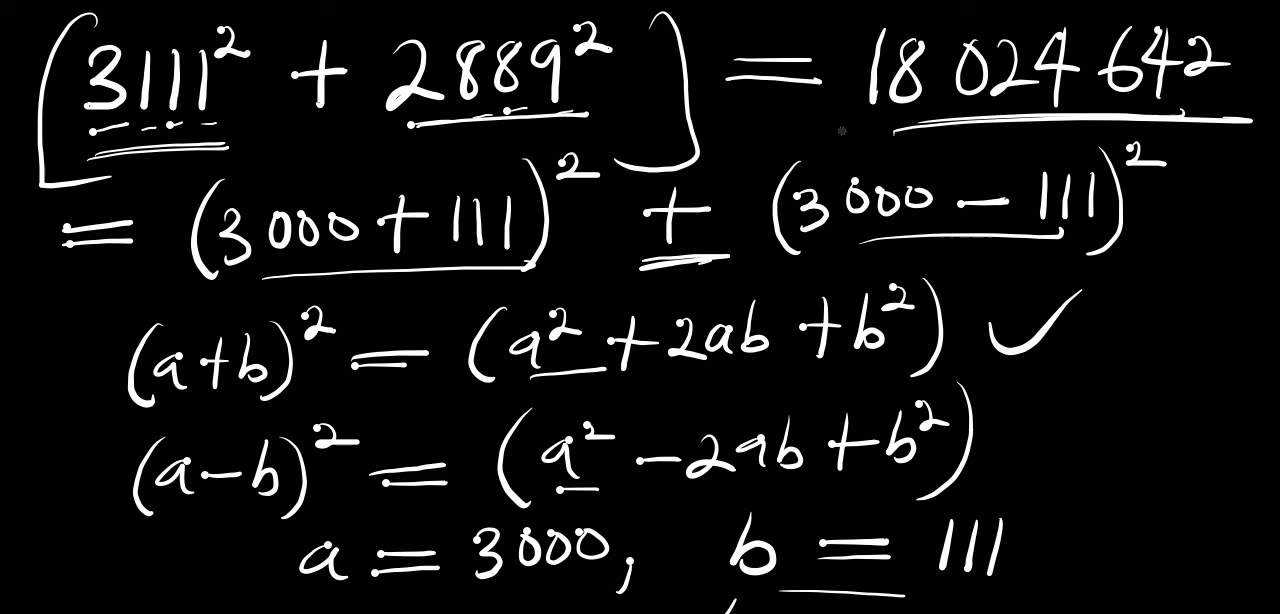 [3111² + 2889²] = 18 024 642
= (3000 + 111)² + (3000 - 111)²
(a+b)² = (a² + 2ab + b²) ✓
(a-b)² = (a² - 2ab + b²)
a = 3000, b = 111